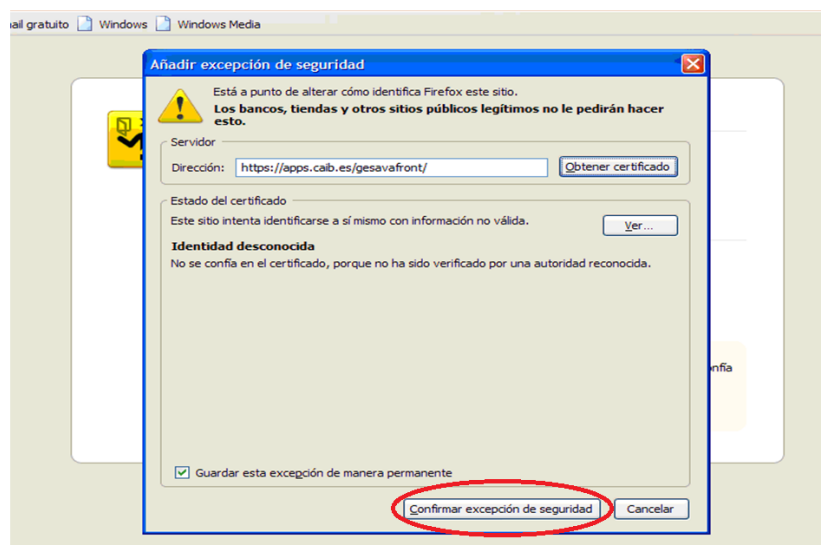 ail gratuito Windows Windows Media
Añadir excepción de seguridad
Está a punto de alterar cómo identifica Firefox este sitio.
Los bancos, tiendas y otros sitios públicos legítimos no le pedirán hacer
esto.
Servidor
Dirección: https://apps.caib.es/gesavafront/ Obtener certificado
Estado del certificado
Este sitio intenta identificarse a sí mismo con información no válida.
Ver...
Identidad desconocida
No se confía en el certificado, porque no ha sido verificado por una autoridad reconocida.
nfía
Guardar esta excepción de manera permanente
Confirmar excepción de seguridad Cancelar